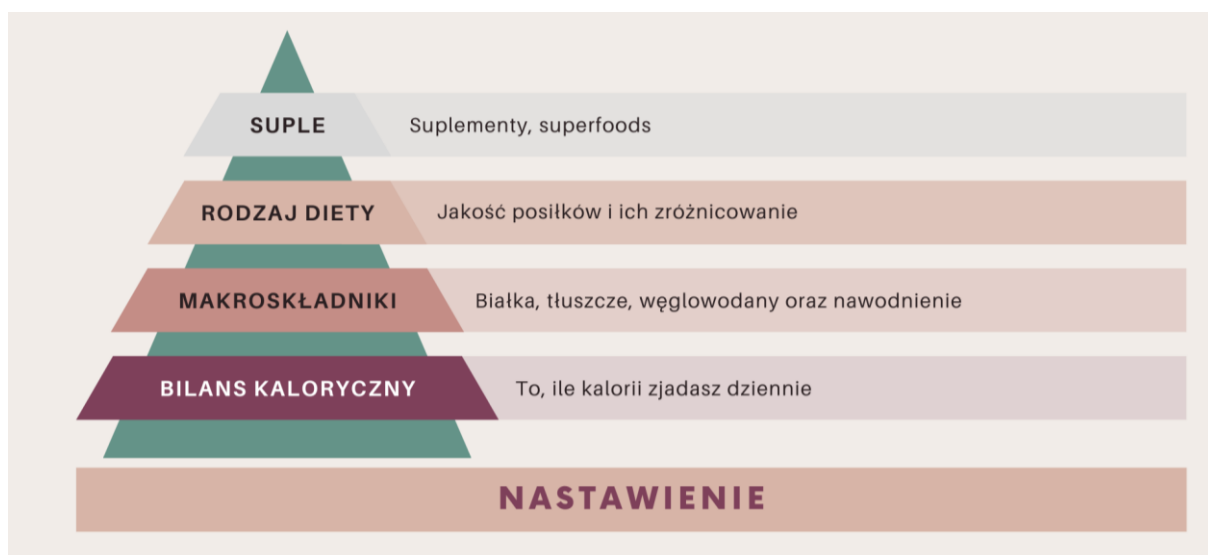 SUPLE
Suplementy, superfoods
RODZAJ DIETY
Jakość posiłków i ich zróżnicowanie
MAKROSKŁADNIKI
Białka, tłuszcze, węglowodany oraz nawodnienie
BILANS KALORYCZNY
To, ile kalorii zjadasz dziennie
NASTAWIENIE